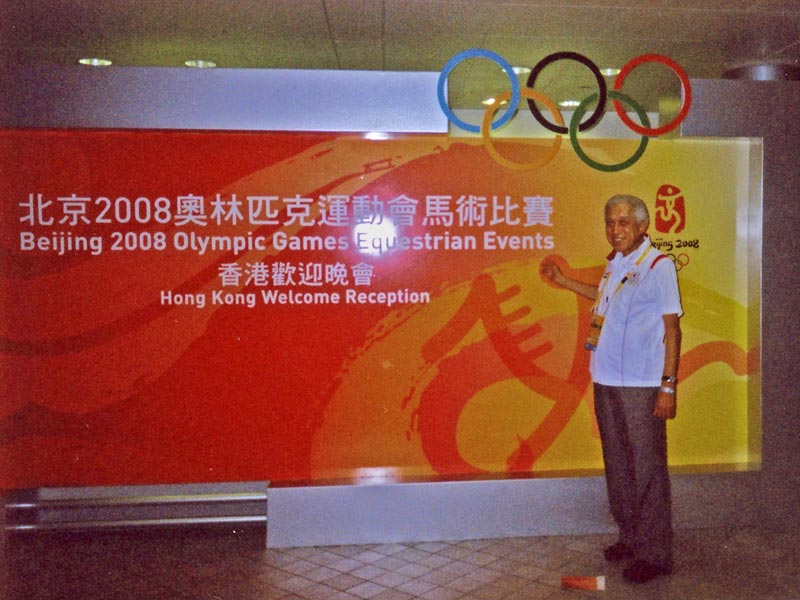 北京2008奧林匹克運動會馬術比賽
Beijing 2008 Olympic Games Equestrian Events
香港歡迎晚會
Hong Kong Welcome Reception
Beijing 2008